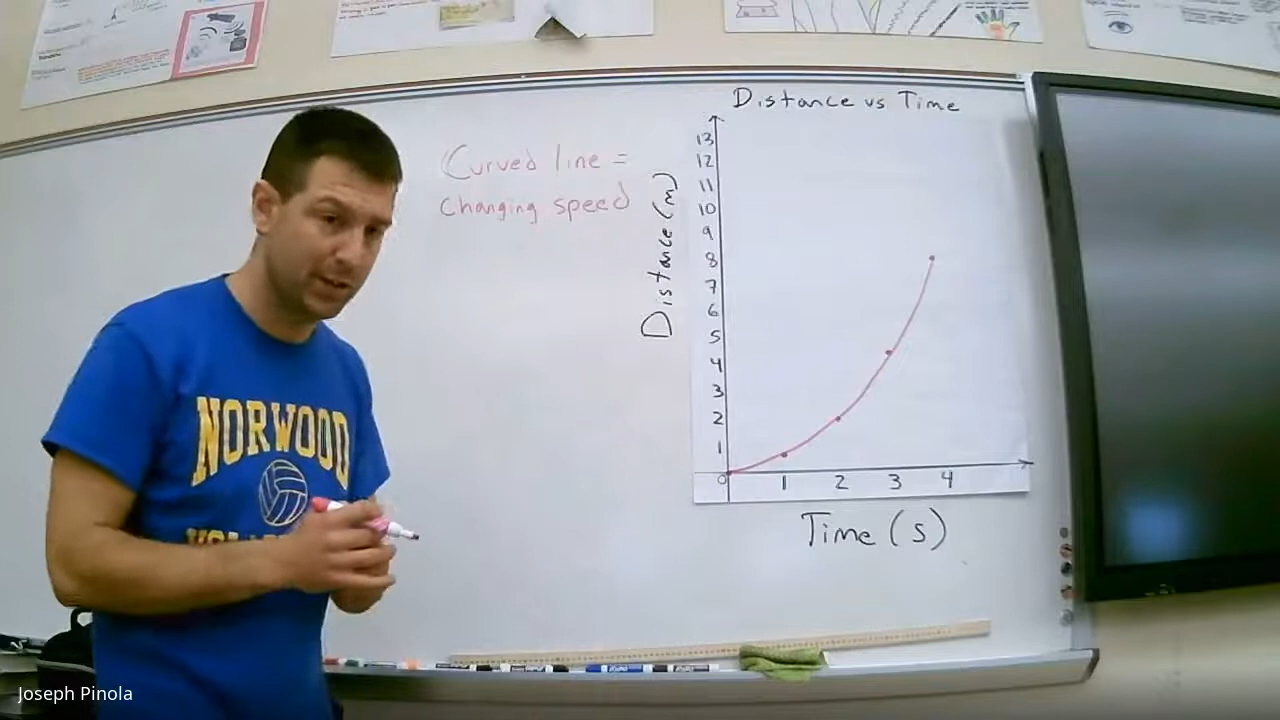 Distance vs Time
Curved line =
changing speed
Distance (m)
13
12
11
10
9
8
7
6
5
4
3
2
1
0
1 2 3 4
Time (s)
NORWOOD
Joseph Pinola